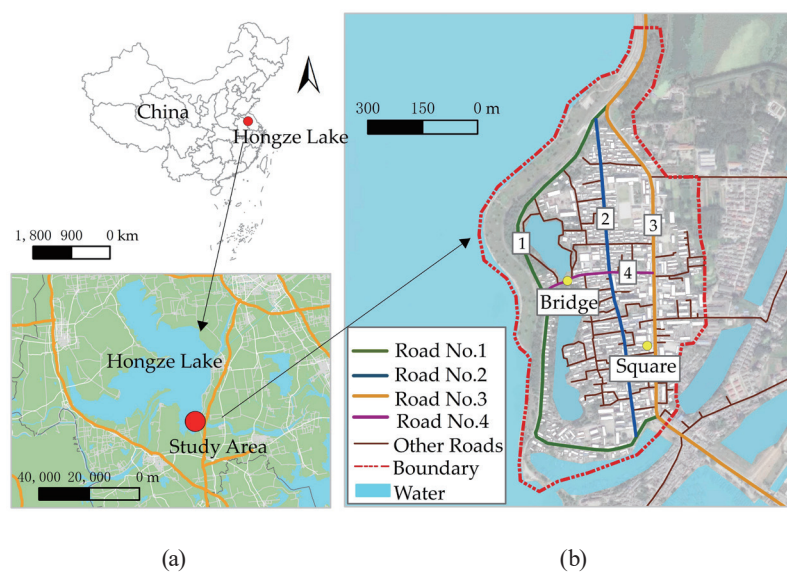 China
Hongze Lake
1,800 900 0 km
Hongze Lake
Study Area
40,000 20,000 0 m
(a)
300 150 0 m
1
2
3
4
Bridge
Square
Road No.1
Road No.2
Road No.3
Road No.4
Other Roads
Boundary
Water
(b)